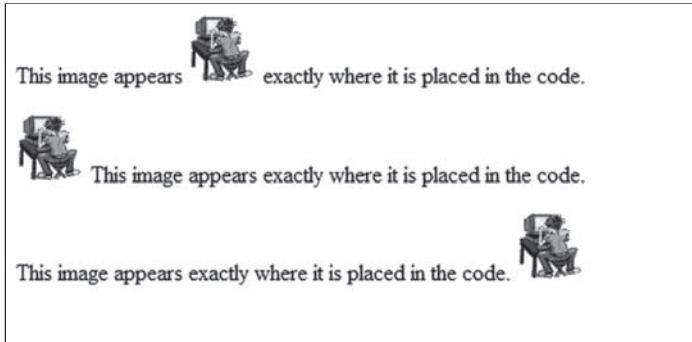 This image appears exactly where it is placed in the code.
This image appears exactly where it is placed in the code.
This image appears exactly where it is placed in the code.